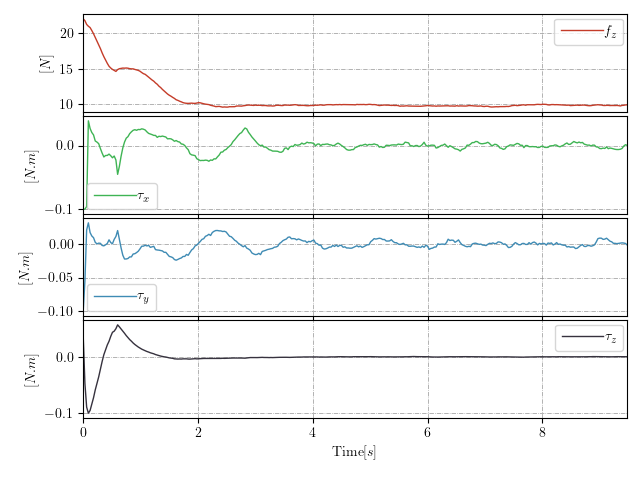 20
15
10
[N]
f_z
0.0
−0.1
[N.m]
τ_x
0.00
−0.05
−0.10
[N.m]
τ_y
0.0
−0.1
[N.m]
τ_z
0 2 4 6 8
Time[s]